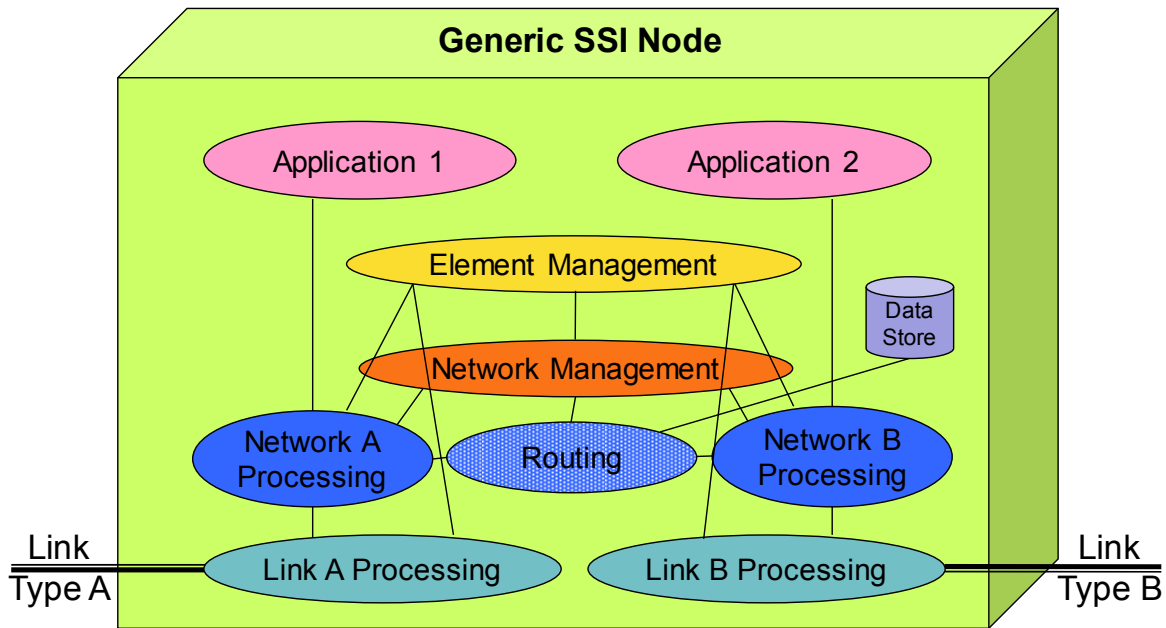 Generic SSI Node
Application 1
Application 2
Element Management
Data
Store
Network Management
Network A
Processing
Routing
Network B
Processing
Link
Type A
Link A Processing
Link B Processing
Link
Type B